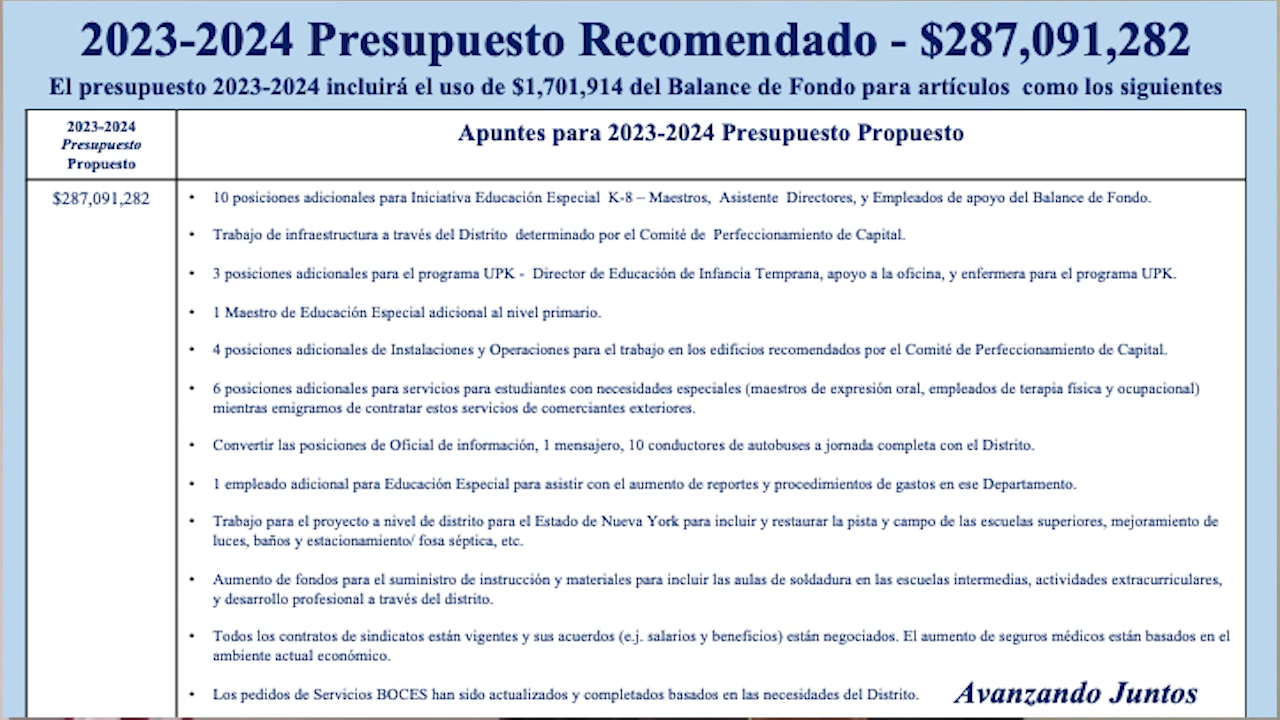 2023-2024 Presupuesto Recomendado - $287,091,282
El presupuesto 2023-2024 incluirá el uso de $1,701,914 del Balance de Fondo para artículos como los siguientes
2023-2024
Presupuesto
Propuesto
Apuntes para 2023-2024 Presupuesto Propuesto
$287,091,282
• 10 posiciones adicionales para Iniciativa Educación Especial K-8 – Maestros, Asistente Directores, y Empleados de apoyo del Balance de Fondo.
• Trabajo de infraestructura a través del Distrito determinado por el Comité de Perfeccionamiento de Capital.
• 3 posiciones adicionales para el programa UPK - Director de Educación de Infancia Temprana, apoyo a la oficina, y enfermera para el programa UPK.
• 1 Maestro de Educación Especial adicional al nivel primario.
• 4 posiciones adicionales de Instalaciones y Operaciones para el trabajo en los edificios recomendados por el Comité de Perfeccionamiento de Capital.
• 6 posiciones adicionales para servicios para estudiantes con necesidades especiales (maestros de expresión oral, empleados de terapia física y ocupacional)
mientras emigramos de contratar estos servicios de comerciantes exteriores.
• Convertir las posiciones de Oficial de información, 1 mensajero, 10 conductores de autobuses a jornada completa con el Distrito.
• 1 empleado adicional para Educación Especial para asistir con el aumento de reportes y procedimientos de gastos en ese Departamento.
• Trabajo para el proyecto a nivel de distrito para el Estado de Nueva York para incluir y restaurar la pista y campo de las escuelas superiores, mejoramiento de
luces, baños y estacionamiento/ fosa séptica, etc.
• Aumento de fondos para el suministro de instrucción y materiales para incluir las aulas de soldadura en las escuelas intermedias, actividades extracurriculares,
y desarrollo profesional a través del distrito.
• Todos los contratos de sindicatos están vigentes y sus acuerdos (e.j. salarios y beneficios) están negociados. El aumento de seguros médicos están basados en el
ambiente actual económico.
• Los pedidos de Servicios BOCES han sido actualizados y completados basados en las necesidades del Distrito.
Avanzando Juntos